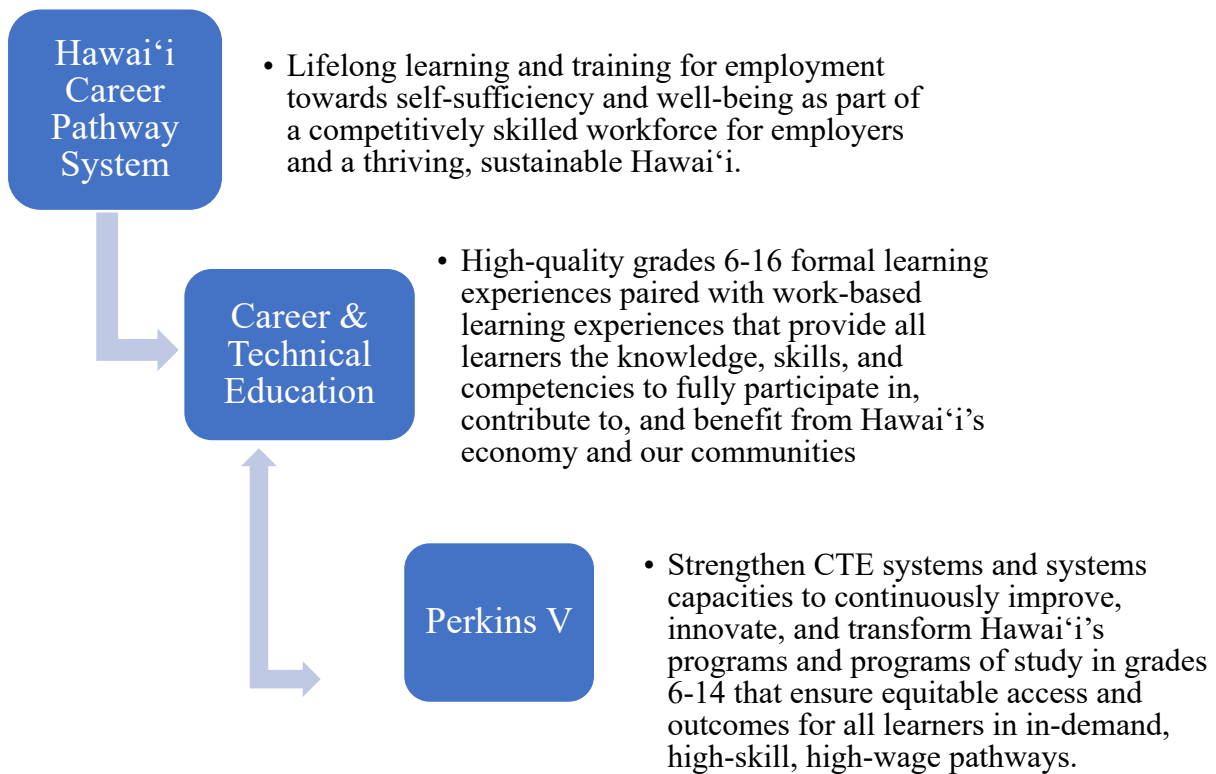 Hawai‘i
Career
Pathway
System
• Lifelong learning and training for employment
towards self-sufficiency and well-being as part of
a competitively skilled workforce for employers
and a thriving, sustainable Hawai‘i.
Career &
Technical
Education
• High-quality grades 6-16 formal learning
experiences paired with work-based
learning experiences that provide all
learners the knowledge, skills, and
competencies to fully participate in,
contribute to, and benefit from Hawai‘i’s
economy and our communities
Perkins V
• Strengthen CTE systems and systems
capacities to continuously improve,
innovate, and transform Hawai‘i’s
programs and programs of study in grades
6-14 that ensure equitable access and
outcomes for all learners in in-demand,
high-skill, high-wage pathways.